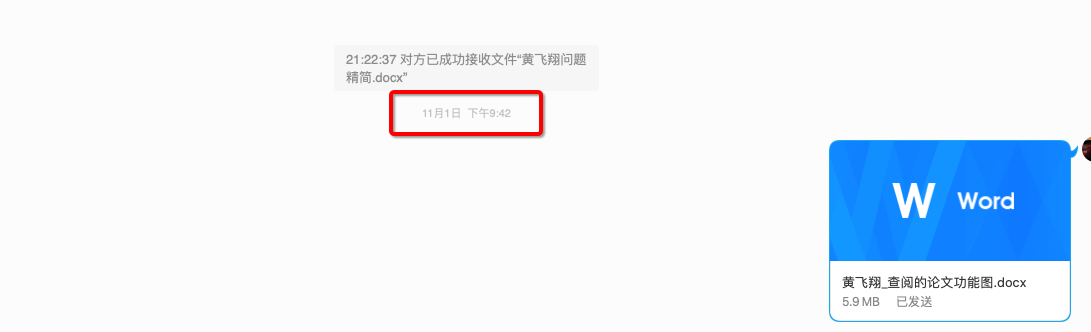 21:22:37 对方已成功接收文件“黄飞翔问题
精简.docx”
11月1日 下午9:42
W Word
黄飞翔_查阅的论文功能图.docx
5.9 MB 已发送